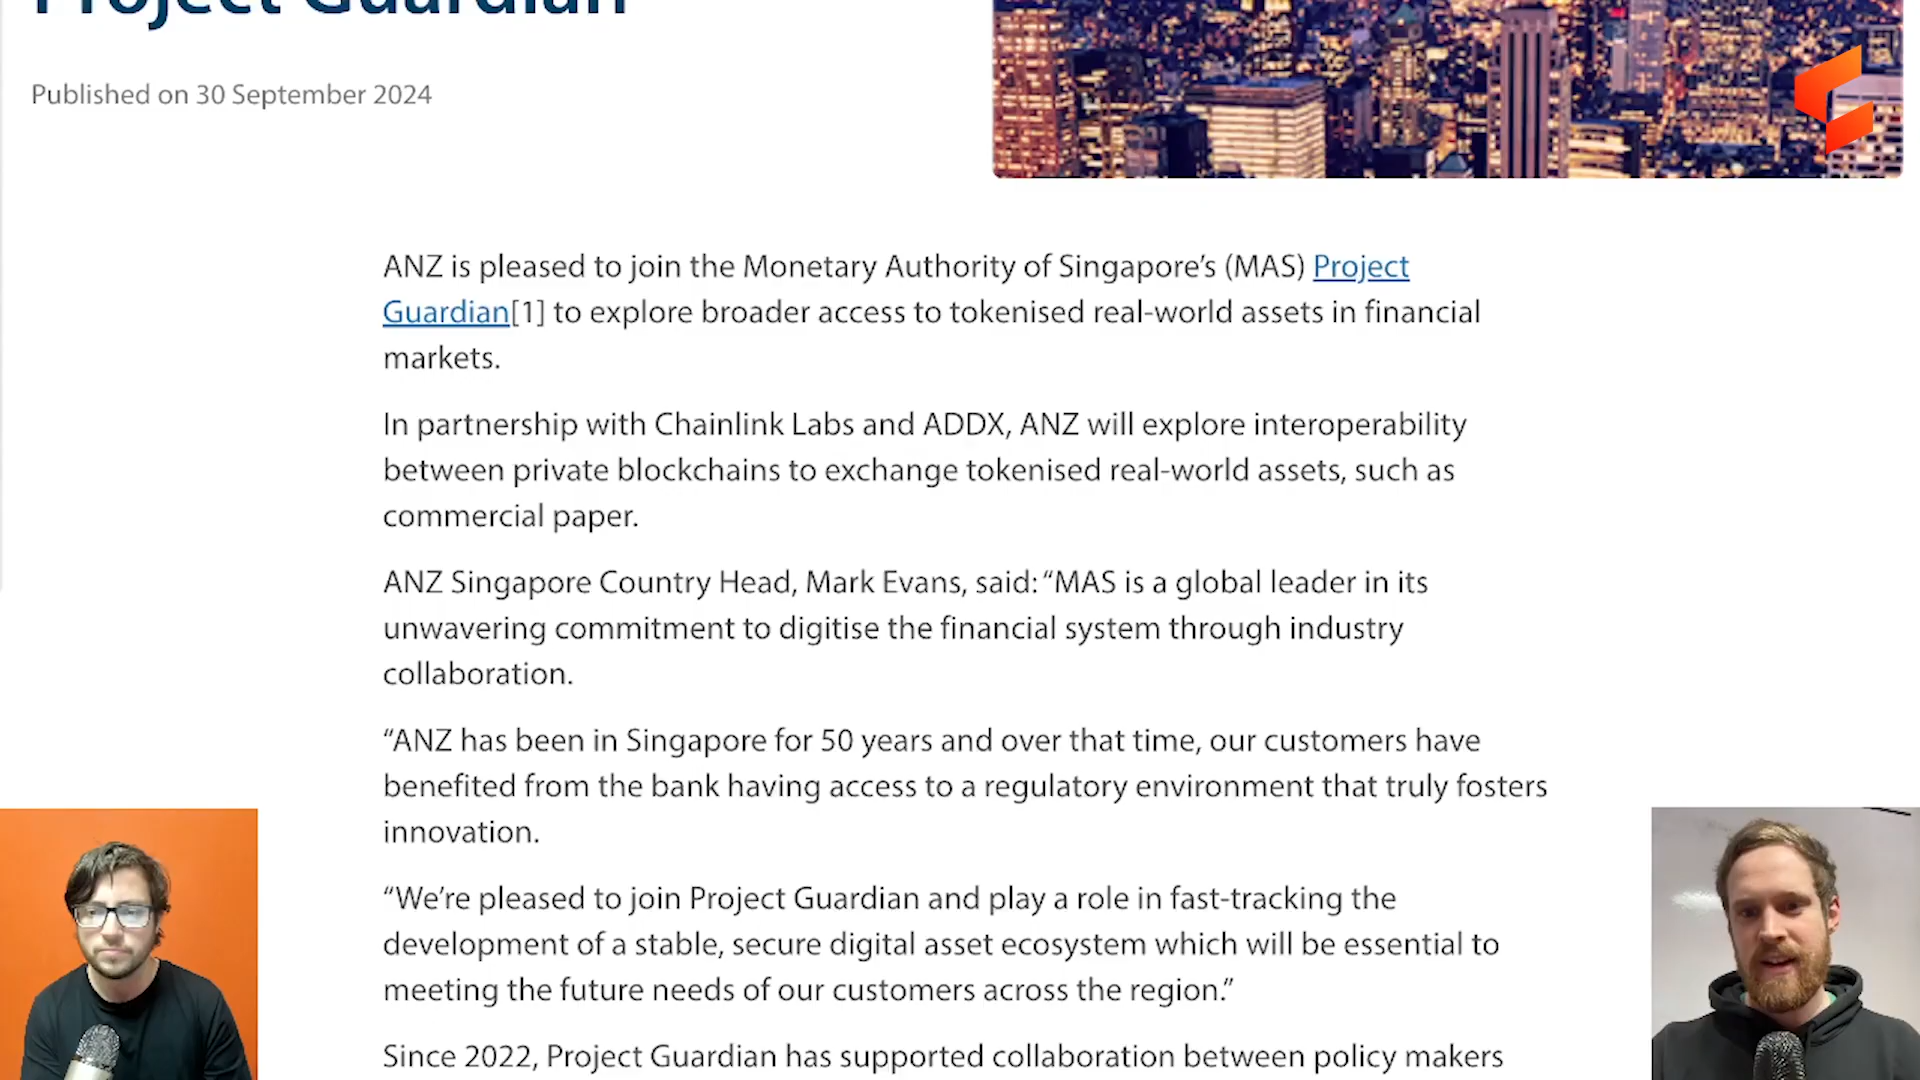 Project Guardian
Published on 30 September 2024
ANZ is pleased to join the Monetary Authority of Singapore’s (MAS) Project
Guardian[1] to explore broader access to tokenised real-world assets in financial
markets.
In partnership with Chainlink Labs and ADDX, ANZ will explore interoperability
between private blockchains to exchange tokenised real-world assets, such as
commercial paper.
ANZ Singapore Country Head, Mark Evans, said: “MAS is a global leader in its
unwavering commitment to digitise the financial system through industry
collaboration.
“ANZ has been in Singapore for 50 years and over that time, our customers have
benefited from the bank having access to a regulatory environment that truly fosters
innovation.
“We’re pleased to join Project Guardian and play a role in fast-tracking the
development of a stable, secure digital asset ecosystem which will be essential to
meeting the future needs of our customers across the region.”
Since 2022, Project Guardian has supported collaboration between policy makers